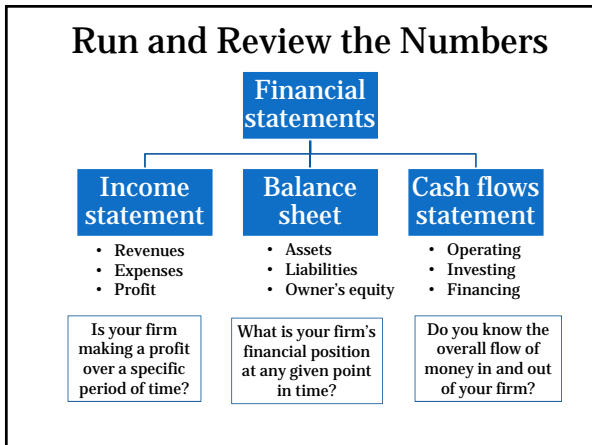 Run and Review the Numbers
Financial
statements
Income
statement
• Revenues
• Expenses
• Profit
Is your firm
making a profit
over a specific
period of time?
Balance
sheet
• Assets
• Liabilities
• Owner's equity
What is your firm's
financial position
at any given point
in time?
Cash flows
statement
• Operating
• Investing
• Financing
Do you know the
overall flow of
money in and out
of your firm?